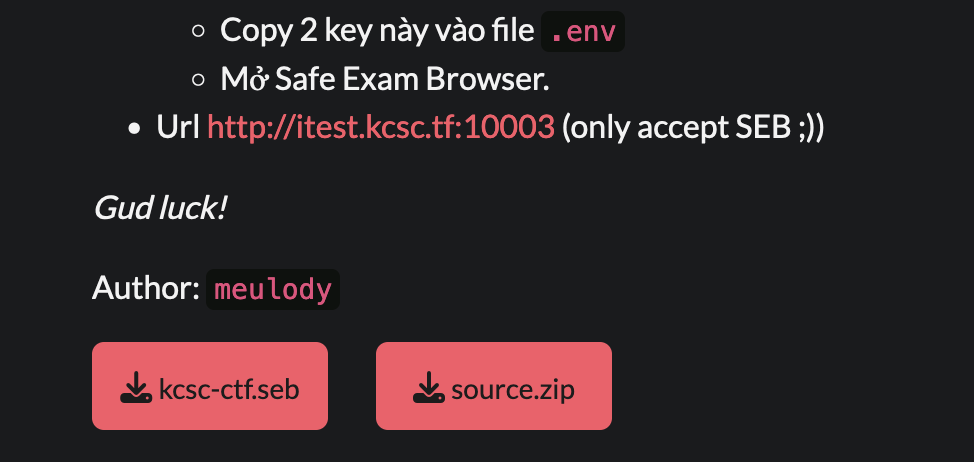 Copy 2 key này vào file .env
Mở Safe Exam Browser.
Url http://itest.kcsc.tf:10003 (only accept SEB ;))
Gud luck!
Author: meulody
kcsc-ctf.seb
source.zip